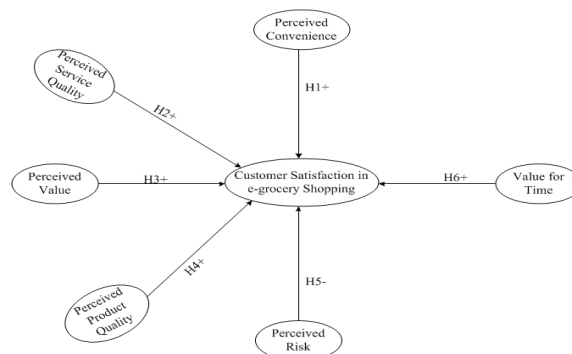 Perceived
Convenience
Perceived
Service
Quality
H1+
H2+
Perceived
Value
H3+
Customer Satisfaction in
e-grocery Shopping
H6+
Value for
Time
H4+
Perceived
Product
Quality
H5-
Perceived
Risk